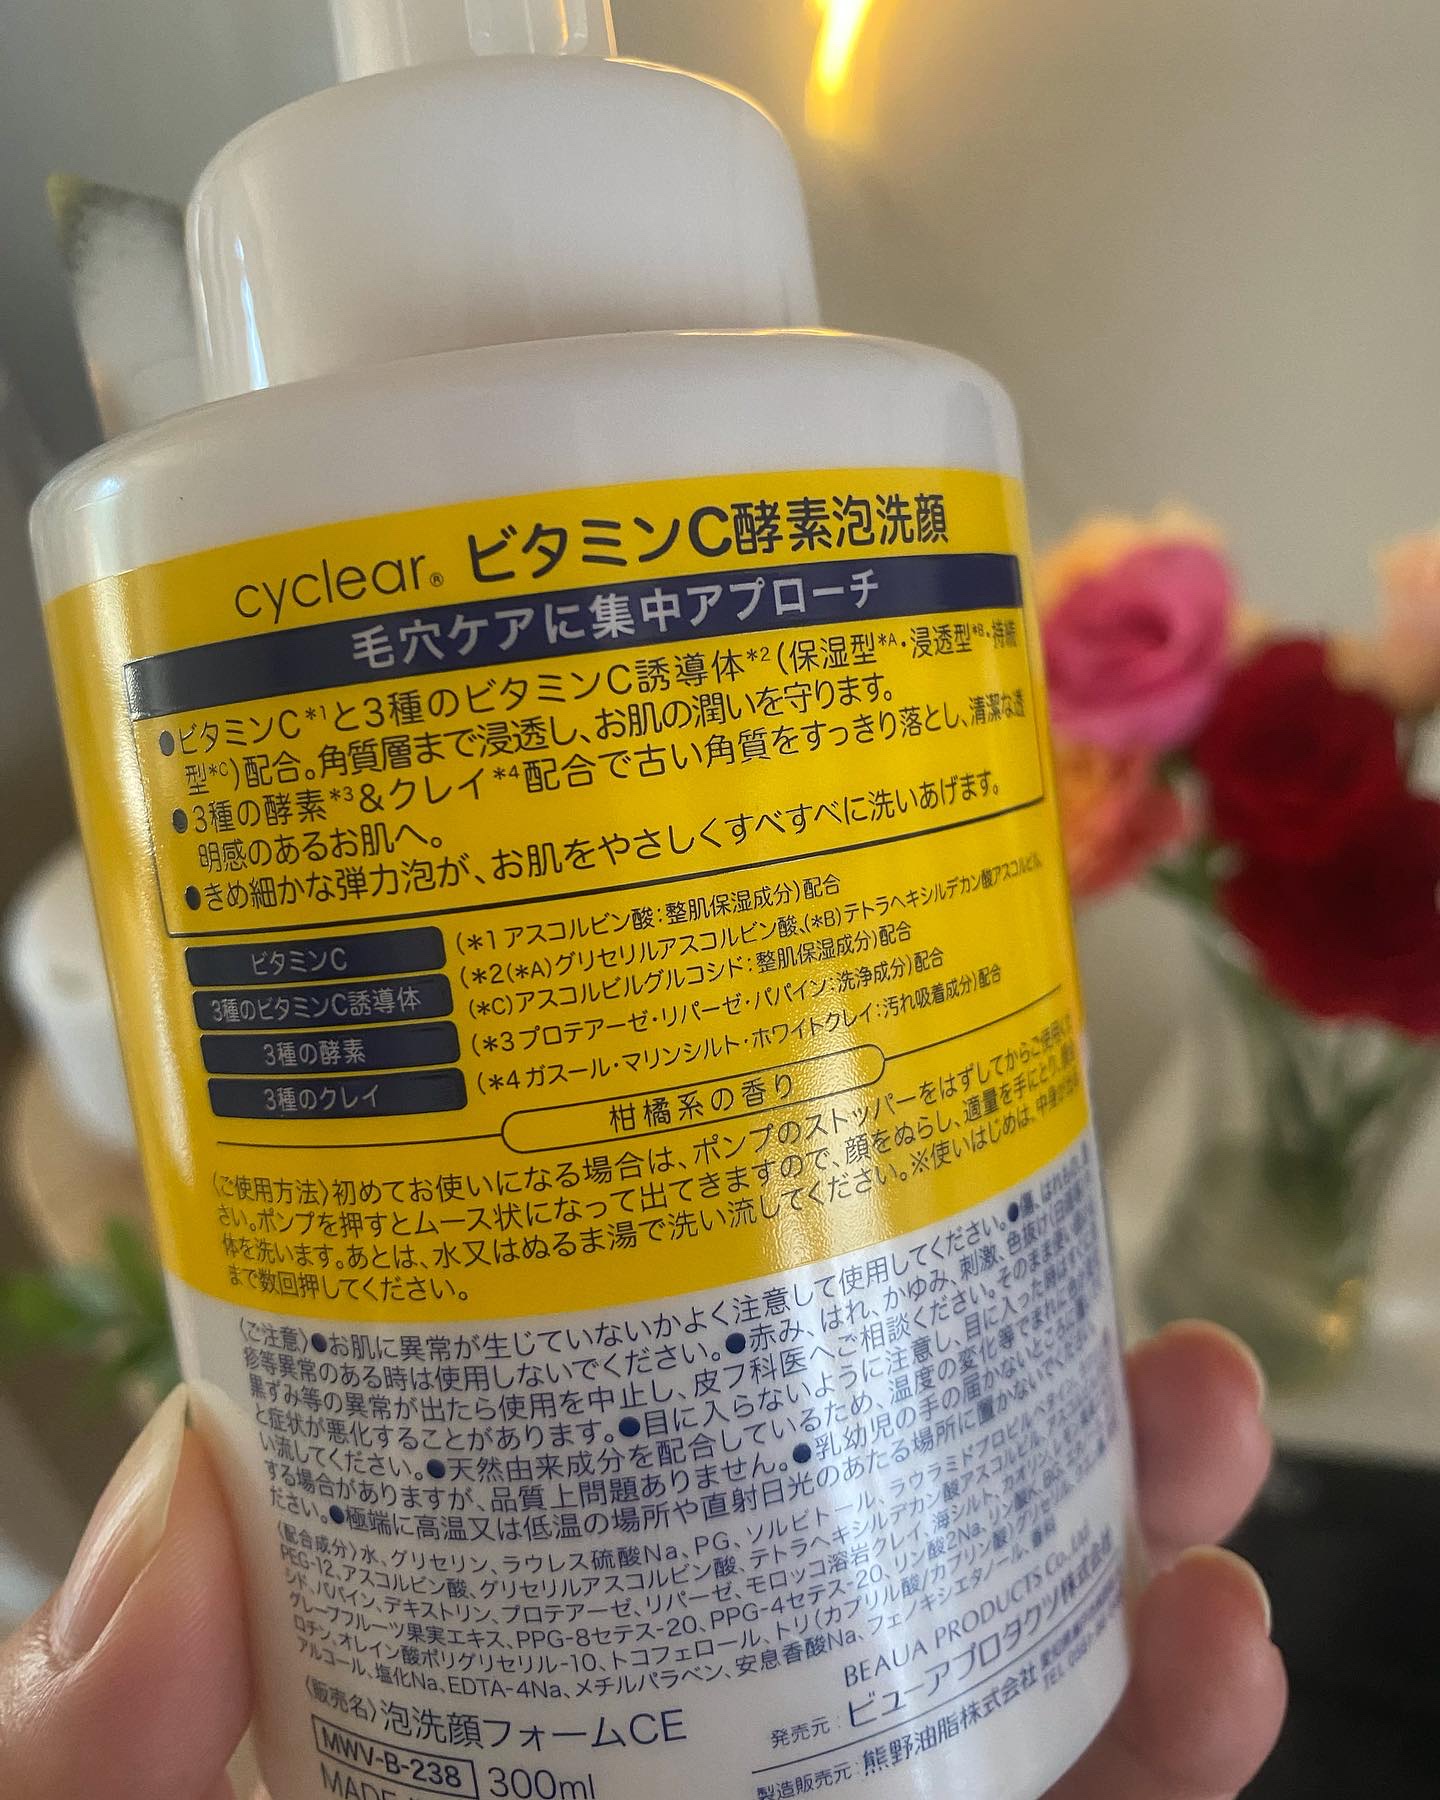 cyclear® ビタミンC酵素泡洗顔
毛穴ケアに集中アプローチ
●ビタミンC*1と3種のビタミンC誘導体*2(保湿型*A・浸透型*B・持続
型*C)配合。角質層まで浸透し、お肌の潤いを守ります。
●3種の酵素*3&クレイ*4配合で古い角質をすっきり落とし、清潔な透
明感のあるお肌へ。
●きめ細かな弾力泡が、お肌をやさしくすべすべに洗いあげます。
ビタミンC (*1アスコルビン酸:整肌保湿成分)配合
3種のビタミンC誘導体 (*2(*A)グリセリルアスコルビン酸、(*B)テトラヘキシルデカン酸アスコルビル、
(*C)アスコルビルグルコシド:整肌保湿成分)配合
3種の酵素 (*3プロテアーゼ・リパーゼ・パパイン:洗浄成分)配合
3種のクレイ (*4ガスール・マリンシルト・ホワイトクレイ:汚れ吸着成分)配合
柑橘系の香り
〈ご使用方法〉初めてお使いになる場合は、ポンプのストッパーをはずしてからご使用くだ
さい。ポンプを押すとムース状になって出てきますので、顔をぬらし、適量を手にとり、顔全
体を洗います。あとは、水又はぬるま湯で洗い流してください。※使いはじめは、中身が出る
まで数回押してください。
〈ご注意〉●お肌に異常が生じていないかよく注意して使用してください。●傷、はれもの、湿
疹等異常のある時は使用しないでください。●赤み、はれ、かゆみ、刺激、色抜け(白斑等)や
黒ずみ等の異常が出たら使用を中止し、皮フ科医へご相談ください。そのまま使い続ける
と症状が悪化することがあります。●目に入らないように注意し、目に入った時はすぐに洗
い流してください。●天然由来成分を配合しているため、温度の変化等でまれに
する場合がありますが、品質上問題ありません。●乳幼児の手の届かないところに置いて
ださい。●極端に高温又は低温の場所や直射日光のあたる場所に置かないでください。
〈配合成分〉水、グリセリン、ラウレス硫酸Na、PG、ソルビトール、ラウラミドプロピルベタイン、
PEG-12、アスコルビン酸、グリセリルアスコルビン酸、テトラヘキシルデカン酸アスコルビル、
シド、パパイン、デキストリン、プロテアーゼ、リパーゼ、モロッコ溶岩クレイ、海シルト、カオリン、
グレープフルーツ果実エキス、PPG-8セテス-20、PPG-4セテス-20、リン酸2Na、リン酸K、BG、
ロチン、オレイン酸ポリグリセリル-10、トコフェロール、トリ(カプリル酸/カプリン酸)グリセリル、
アルコール、塩化Na、EDTA-4Na、メチルパラベン、安息香酸Na、フェノキシエタノール、香料
〈販売名〉泡洗顔フォームCE
MWV-B-238 300ml
MADE
BEAUA PRODUCTS Co.,Ltd.
発売元:ビューアプロダクツ株式会社
製造販売元:熊野油脂株式会社